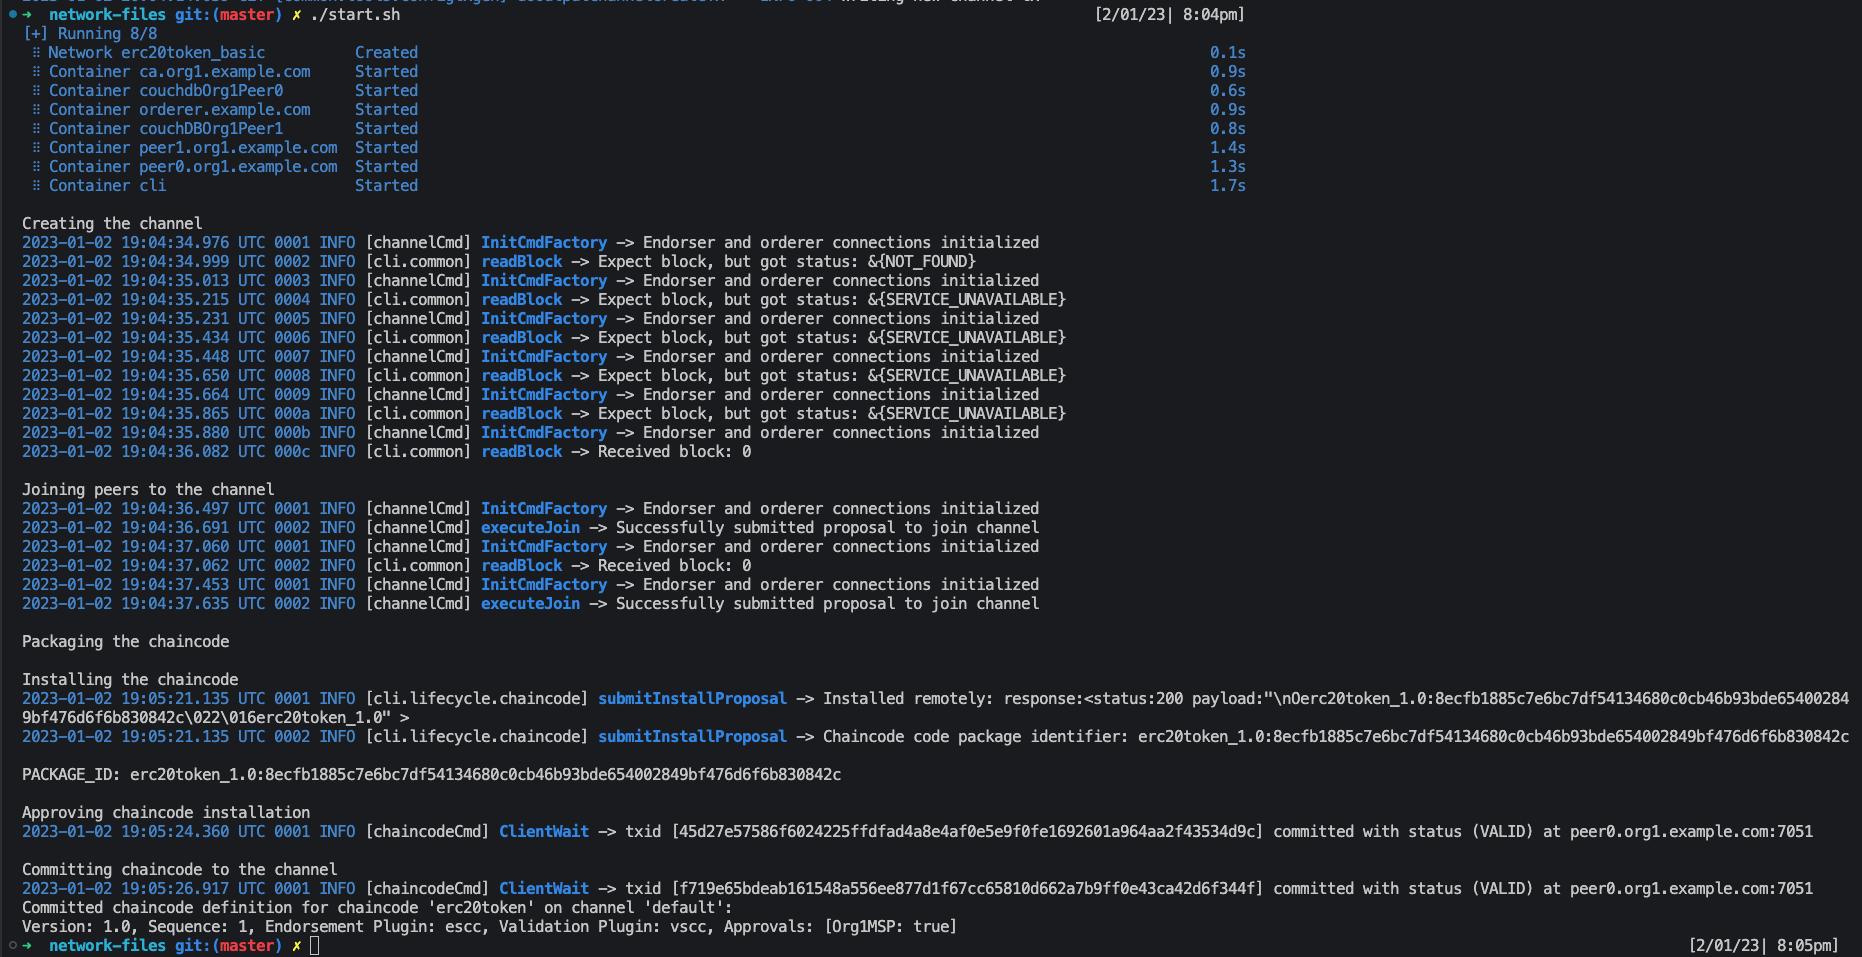 ➜  network-files git:(master) ✗ ./start.sh [2/01/23| 8:04pm]
[+] Running 8/8
⠿ Network erc20token_basic Created 0.1s
⠿ Container ca.org1.example.com Started 0.9s
⠿ Container couchdbOrg1Peer0 Started 0.6s
⠿ Container orderer.example.com Started 0.9s
⠿ Container couchDBOrg1Peer1 Started 0.8s
⠿ Container peer1.org1.example.com Started 1.4s
⠿ Container peer0.org1.example.com Started 1.3s
⠿ Container cli Started 1.7s
Creating the channel
2023-01-02 19:04:34.976 UTC 0001 INFO [channelCmd] InitCmdFactory -> Endorser and orderer connections initialized
2023-01-02 19:04:34.999 UTC 0002 INFO [cli.common] readBlock -> Expect block, but got status: &{NOT_FOUND}
2023-01-02 19:04:35.013 UTC 0003 INFO [channelCmd] InitCmdFactory -> Endorser and orderer connections initialized
2023-01-02 19:04:35.215 UTC 0004 INFO [cli.common] readBlock -> Expect block, but got status: &{SERVICE_UNAVAILABLE}
2023-01-02 19:04:35.231 UTC 0005 INFO [channelCmd] InitCmdFactory -> Endorser and orderer connections initialized
2023-01-02 19:04:35.434 UTC 0006 INFO [cli.common] readBlock -> Expect block, but got status: &{SERVICE_UNAVAILABLE}
2023-01-02 19:04:35.448 UTC 0007 INFO [channelCmd] InitCmdFactory -> Endorser and orderer connections initialized
2023-01-02 19:04:35.650 UTC 0008 INFO [cli.common] readBlock -> Expect block, but got status: &{SERVICE_UNAVAILABLE}
2023-01-02 19:04:35.664 UTC 0009 INFO [channelCmd] InitCmdFactory -> Endorser and orderer connections initialized
2023-01-02 19:04:35.865 UTC 000a INFO [cli.common] readBlock -> Expect block, but got status: &{SERVICE_UNAVAILABLE}
2023-01-02 19:04:35.880 UTC 000b INFO [channelCmd] InitCmdFactory -> Endorser and orderer connections initialized
2023-01-02 19:04:36.082 UTC 000c INFO [cli.common] readBlock -> Received block: 0
Joining peers to the channel
2023-01-02 19:04:36.497 UTC 0001 INFO [channelCmd] InitCmdFactory -> Endorser and orderer connections initialized
2023-01-02 19:04:36.691 UTC 0002 INFO [channelCmd] executeJoin -> Successfully submitted proposal to join channel
2023-01-02 19:04:37.060 UTC 0001 INFO [channelCmd] InitCmdFactory -> Endorser and orderer connections initialized
2023-01-02 19:04:37.062 UTC 0002 INFO [cli.common] readBlock -> Received block: 0
2023-01-02 19:04:37.453 UTC 0001 INFO [channelCmd] InitCmdFactory -> Endorser and orderer connections initialized
2023-01-02 19:04:37.635 UTC 0002 INFO [channelCmd] executeJoin -> Successfully submitted proposal to join channel
Packaging the chaincode
Installing the chaincode
2023-01-02 19:05:21.135 UTC 0001 INFO [cli.lifecycle.chaincode] submitInstallProposal -> Installed remotely: response:<status:200 payload:"\nOerc20token_1.0:8ecfb1885c7e6bc7df54134680c0cb46b93bde65400284
9bf476d6f6b830842c\022\016erc20token_1.0" >
2023-01-02 19:05:21.135 UTC 0002 INFO [cli.lifecycle.chaincode] submitInstallProposal -> Chaincode code package identifier: erc20token_1.0:8ecfb1885c7e6bc7df54134680c0cb46b93bde654002849bf476d6f6b830842c
PACKAGE_ID: erc20token_1.0:8ecfb1885c7e6bc7df54134680c0cb46b93bde654002849bf476d6f6b830842c
Approving chaincode installation
2023-01-02 19:05:24.360 UTC 0001 INFO [chaincodeCmd] ClientWait -> txid [45d27e57586f6024225ffdfad4a8e4af0e5e9f0fe1692601a964aa2f43534d9c] committed with status (VALID) at peer0.org1.example.com:7051
Committing chaincode to the channel
2023-01-02 19:05:26.917 UTC 0001 INFO [chaincodeCmd] ClientWait -> txid [f719e65bdeab161548a556ee877d1f67cc65810d662a7b9ff0e43ca42d6f344f] committed with status (VALID) at peer0.org1.example.com:7051
Committed chaincode definition for chaincode 'erc20token' on channel 'default':
Version: 1.0, Sequence: 1, Endorsement Plugin: escc, Validation Plugin: vscc, Approvals: [Org1MSP: true]
➜  network-files git:(master) ✗ [2/01/23| 8:05pm]